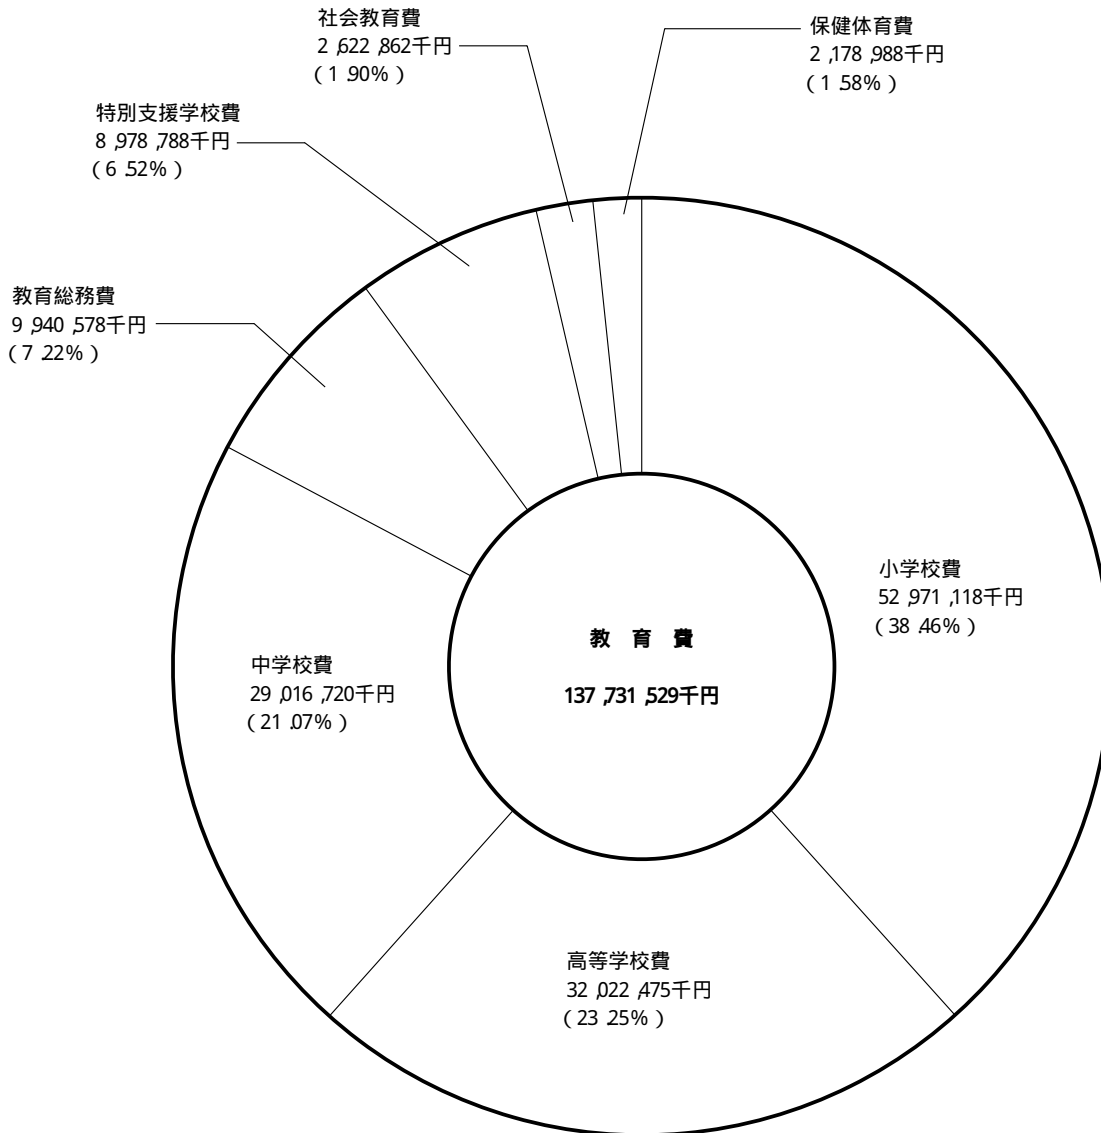 社会教育費
2,622,862千円
(1.90%)
保健体育費
2,178,988千円
(1.58%)
特別支援学校費
8,978,788千円
(6.52%)
教育総務費
9,940,578千円
(7.22%)
小学校費
52,971,118千円
(38.46%)
教 育 費
137,731,529千円
中学校費
29,016,720千円
(21.07%)
高等学校費
32,022,475千円
(23.25%)